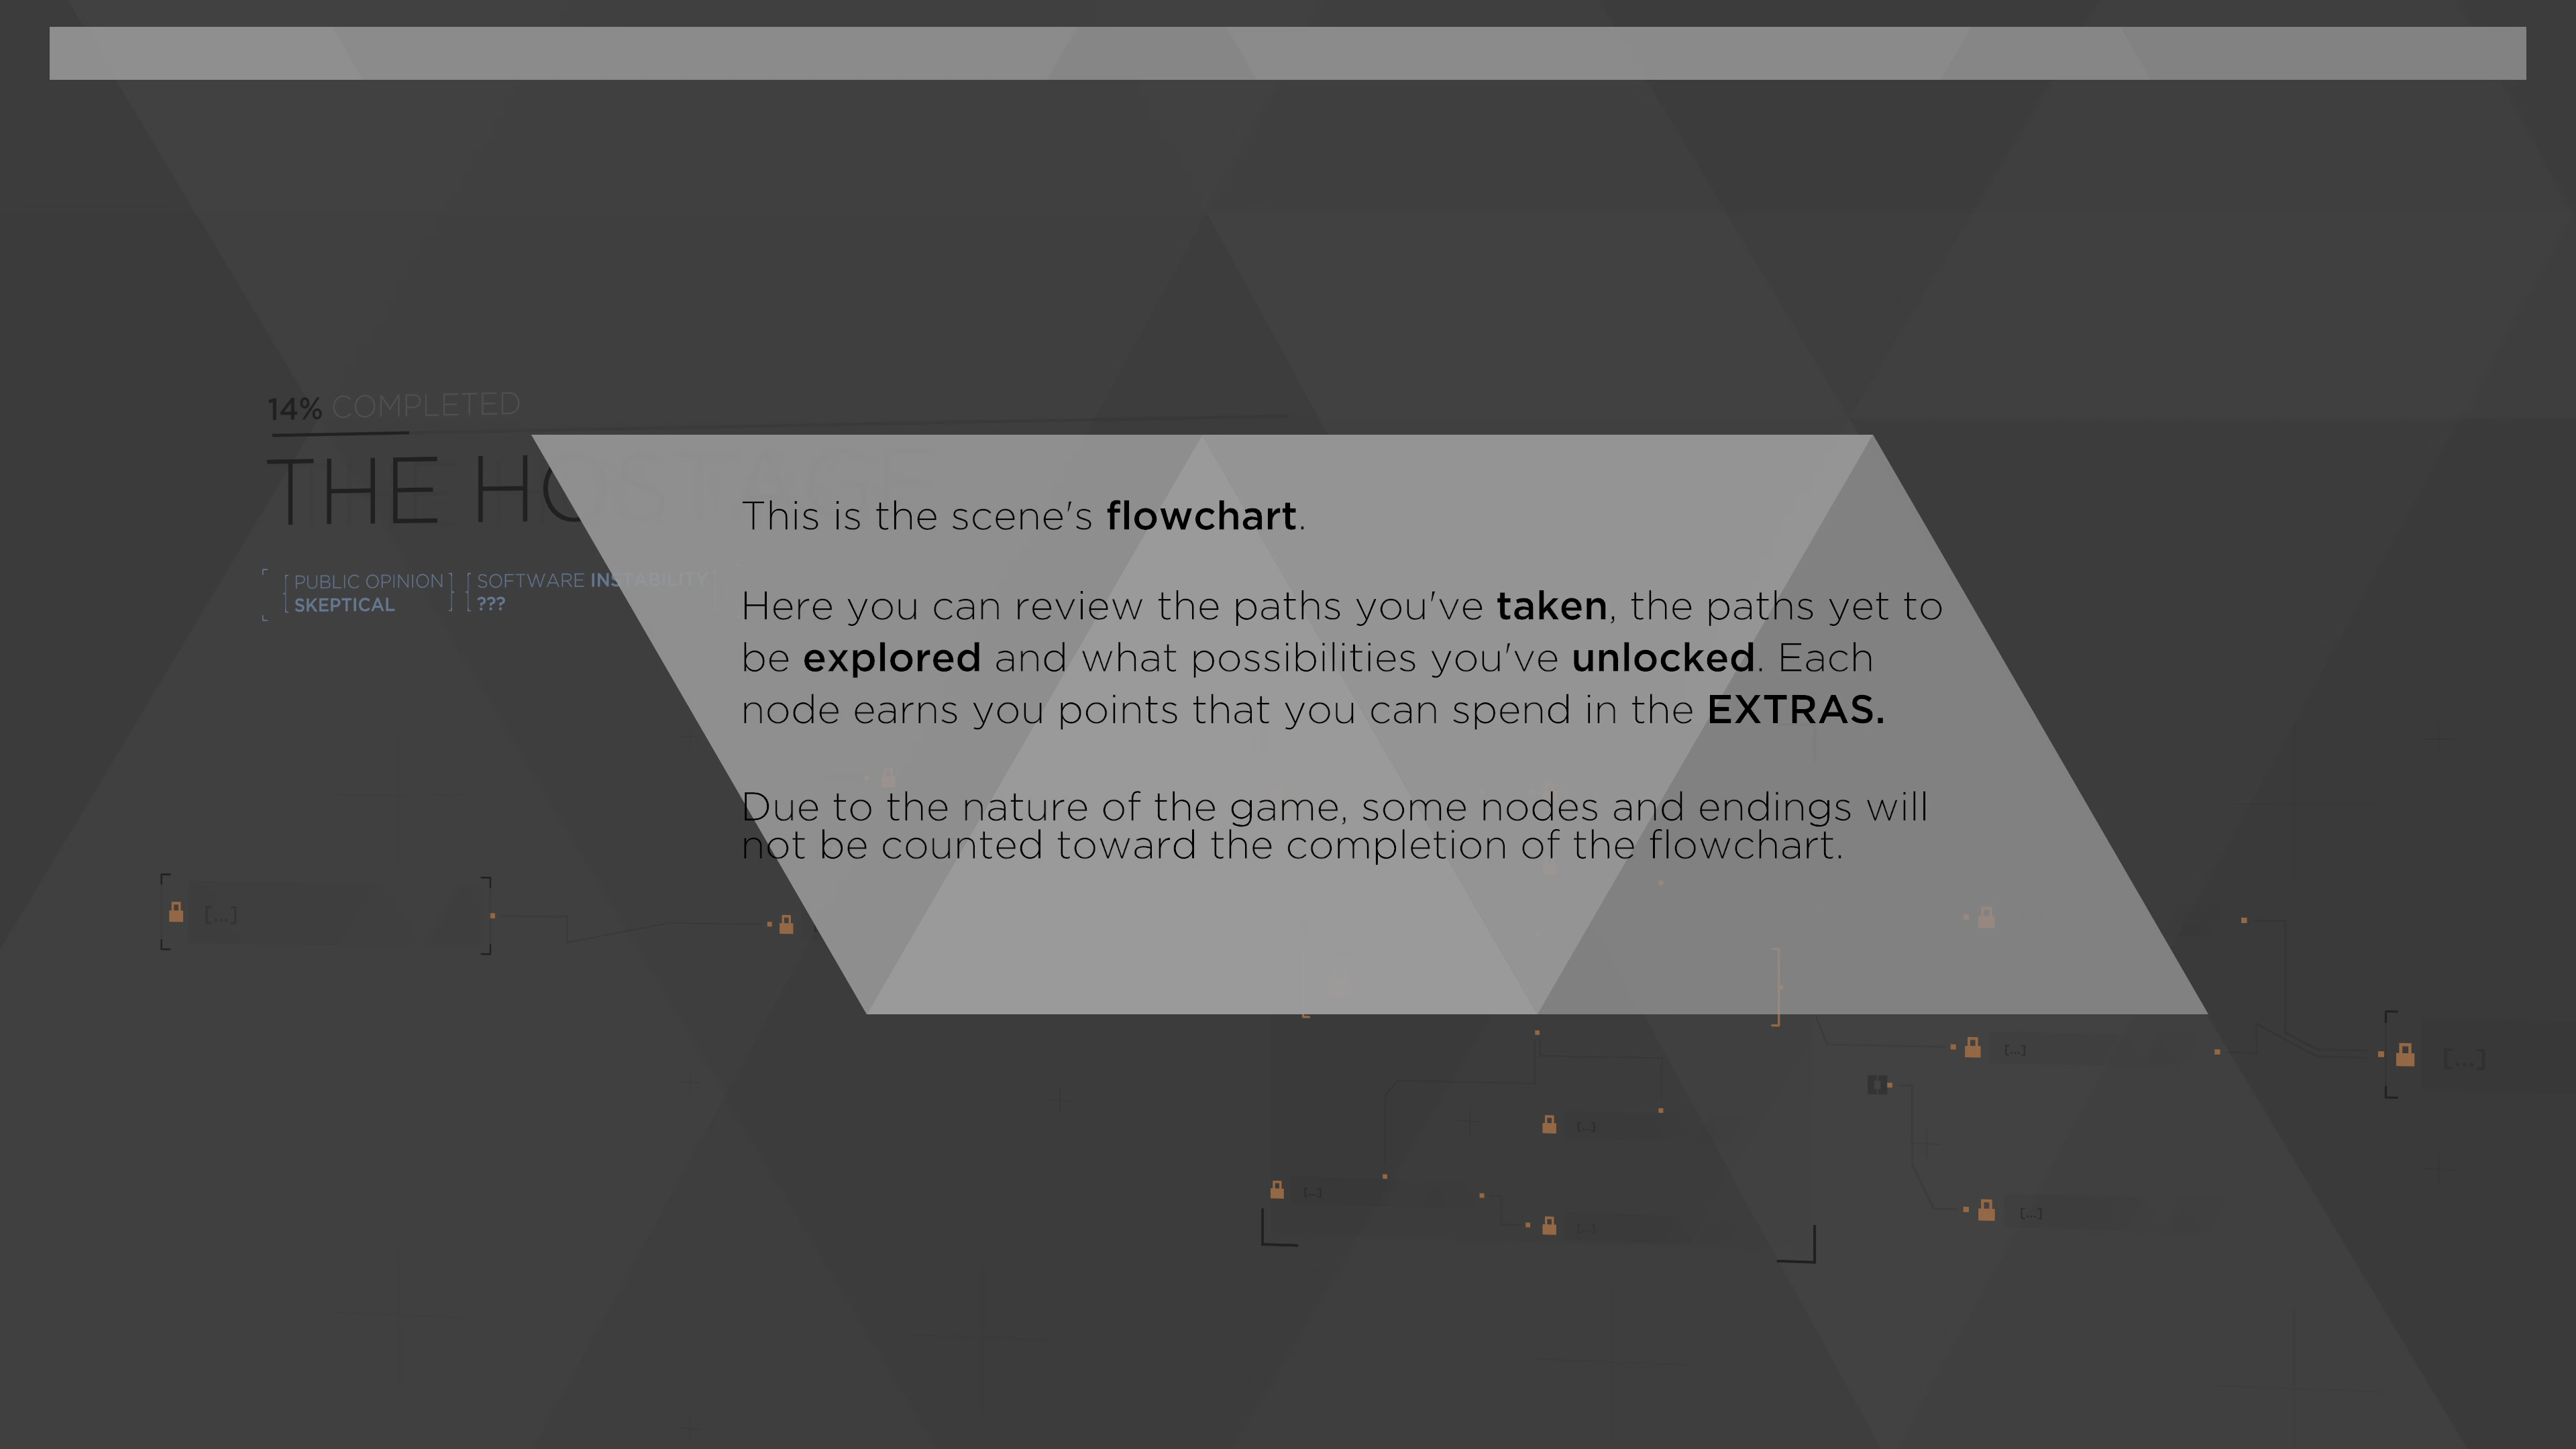 14% COMPLETED
THE HOSTAGE
PUBLIC OPINION
SKEPTICAL
SOFTWARE INSTABILITY
???
This is the scene's flowchart.
Here you can review the paths you've taken, the paths yet to
be explored and what possibilities you've unlocked. Each
node earns you points that you can spend in the EXTRAS.
Due to the nature of the game, some nodes and endings will
not be counted toward the completion of the flowchart.
[...]
[...]
[...]
[...]
[...]
[...]
[...]